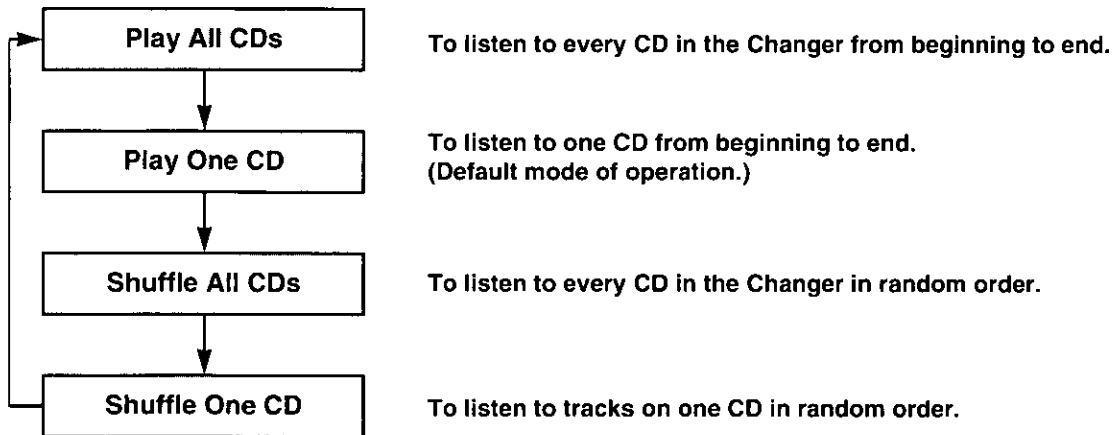 Play All CDs
To listen to every CD in the Changer from beginning to end.
Play One CD
To listen to one CD from beginning to end.
(Default mode of operation.)
Shuffle All CDs
To listen to every CD in the Changer in random order.
Shuffle One CD
To listen to tracks on one CD in random order.